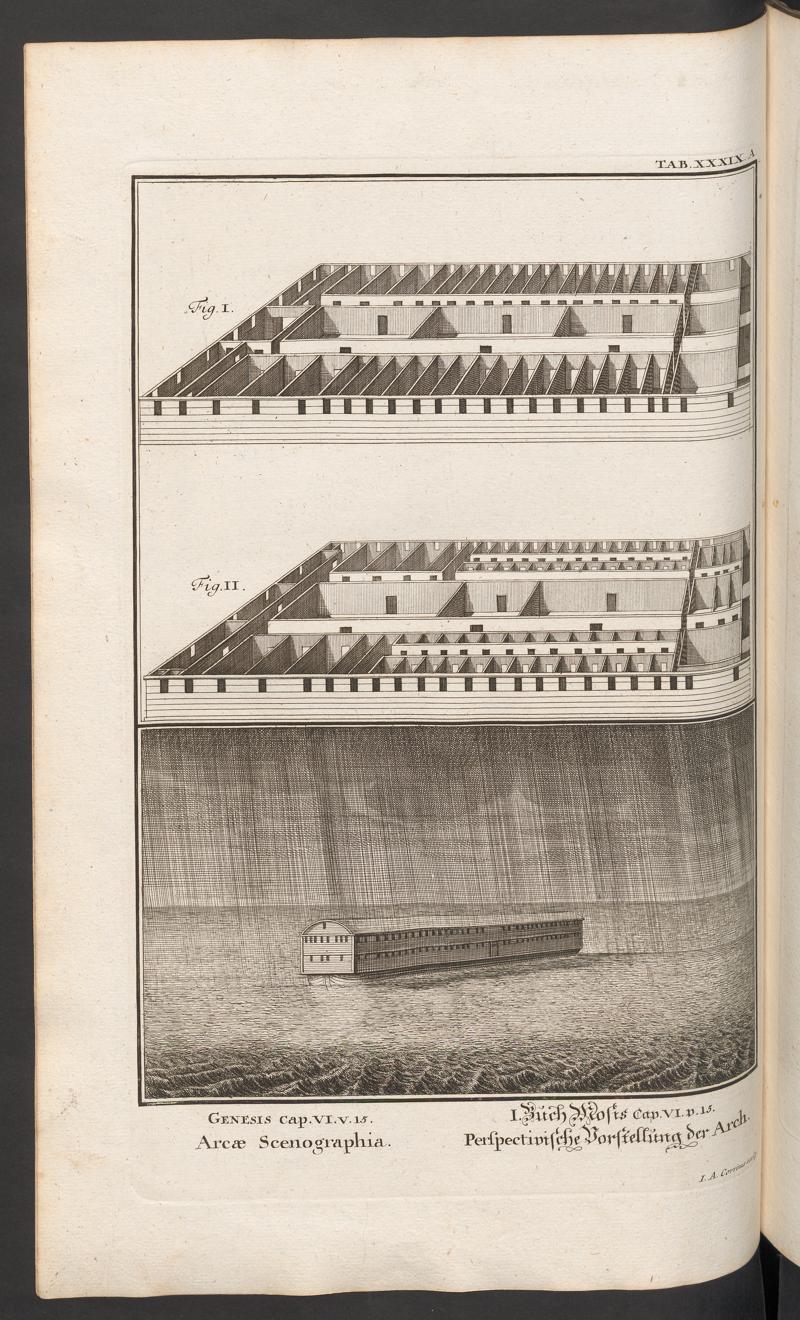 TAB. XXXIX. A
Fig. I.
Fig. II.
GENESIS Cap. VI. v. 15.
Arcæ Scenographia.
I. Buch Mosis Cap. VI. v. 15.
Perspectivische Vorstellung der Arch.
I. A. Corvinus